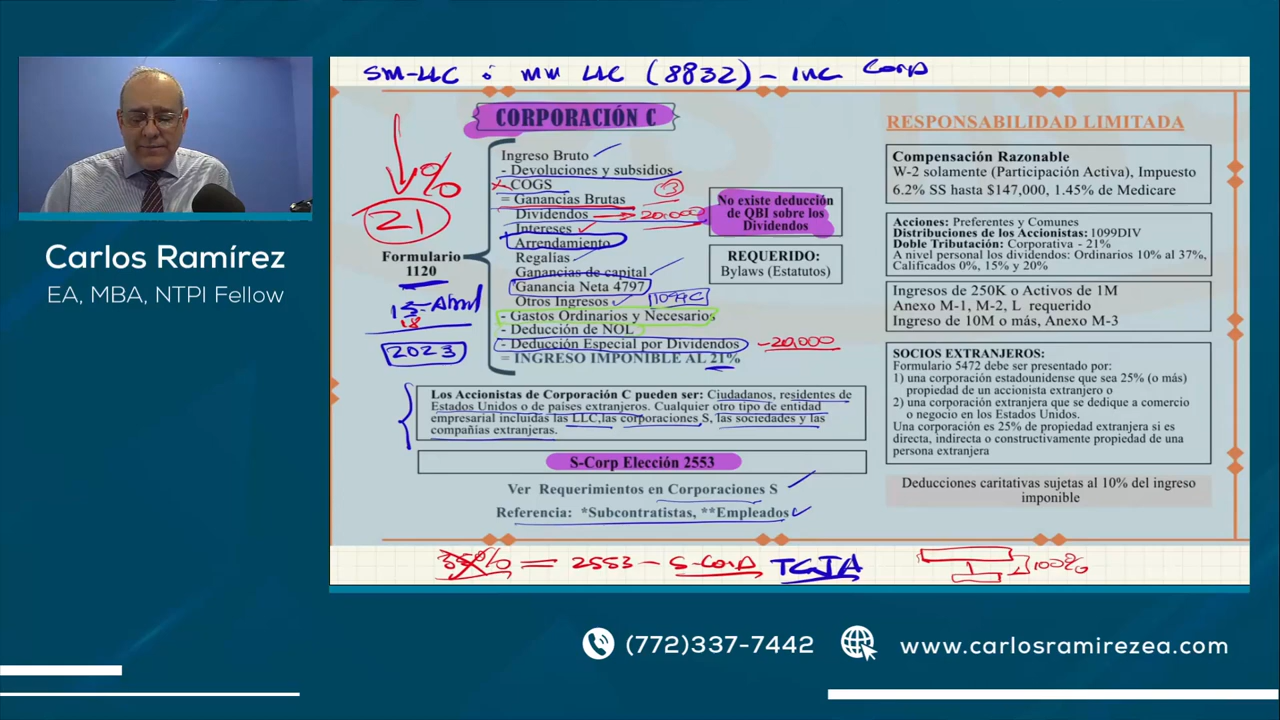 SM-LLC ó MM LLC (8832) - INC Corp
CORPORACIÓN C
Ingreso Bruto
- Devoluciones y subsidios
- COGS
3
= Ganancias Brutas
Dividendos → 20,000
Intereses
Arrendamiento
Regalías
Ganancias de capital
Ganancia Neta 4797
Otros Ingresos 1099C
- Gastos Ordinarios y Necesarios
- Deducción de NOL
- Deducción Especial por Dividendos -20,000
= INGRESO IMPONIBLE AL 21%
%
21
Formulario
1120
15 Abril
18
2023
No existe deducción
de QBI sobre los
Dividendos
REQUERIDO:
Bylaws (Estatutos)
Los Accionistas de Corporación C pueden ser: Ciudadanos, residentes de
Estados Unidos o de países extranjeros. Cualquier otro tipo de entidad
empresarial incluidas las LLC,las corporaciones S, las sociedades y las
compañías extranjeras.
S-Corp Elección 2553
Ver Requerimientos en Corporaciones S
Referencia: *Subcontratistas, **Empleados
35% = 2553 - S-Corp TCJA
100%
RESPONSABILIDAD LIMITADA
Compensación Razonable
W-2 solamente (Participación Activa), Impuesto
6.2% SS hasta $147,000, 1.45% de Medicare
Acciones: Preferentes y Comunes
Distribuciones de los Accionistas: 1099DIV
Doble Tributación: Corporativa - 21%
A nivel personal los dividendos: Ordinarios 10% al 37%,
Calificados 0%, 15% y 20%
Ingresos de 250K o Activos de 1M
Anexo M-1, M-2, L requerido
Ingreso de 10M o más, Anexo M-3
SOCIOS EXTRANJEROS:
Formulario 5472 debe ser presentado por:
1) una corporación estadounidense que sea 25% (o más)
propiedad de un accionista extranjero o
2) una corporación extranjera que se dedique a comercio
o negocio en los Estados Unidos.
Una corporación es 25% de propiedad extranjera si es
directa, indirecta o constructivamente propiedad de una
persona extranjera
Deducciones caritativas sujetas al 10% del ingreso
imponible
Carlos Ramírez
EA, MBA, NTPI Fellow
(772)337-7442
www.carlosramirezea.com